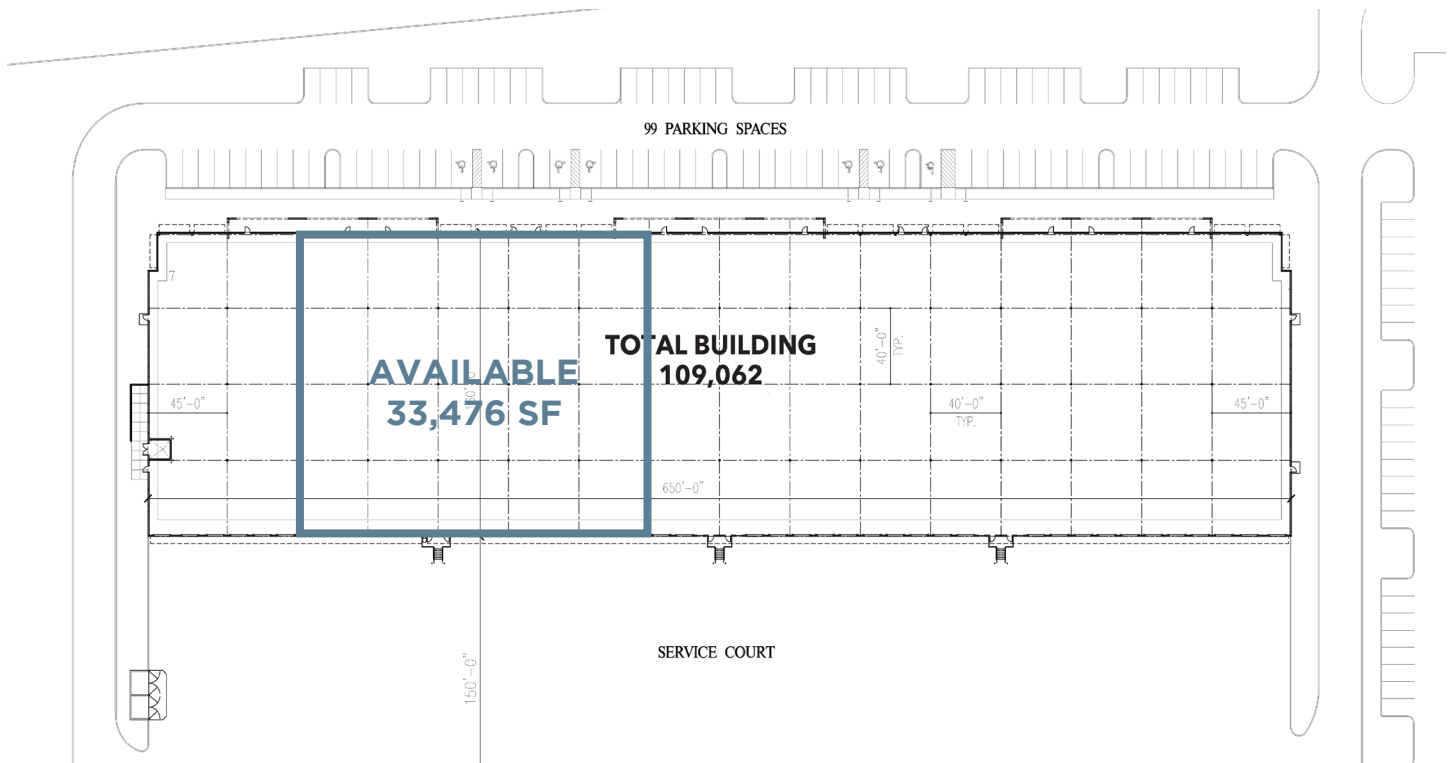 99 PARKING SPACES
7
TOTAL BUILDING
109,062
40'-0"
TYP.
AVAILABLE
33,476 SF
45'-0"
40'-0"
TYP.
45'-0"
650'-0"
SERVICE COURT
150'-0"